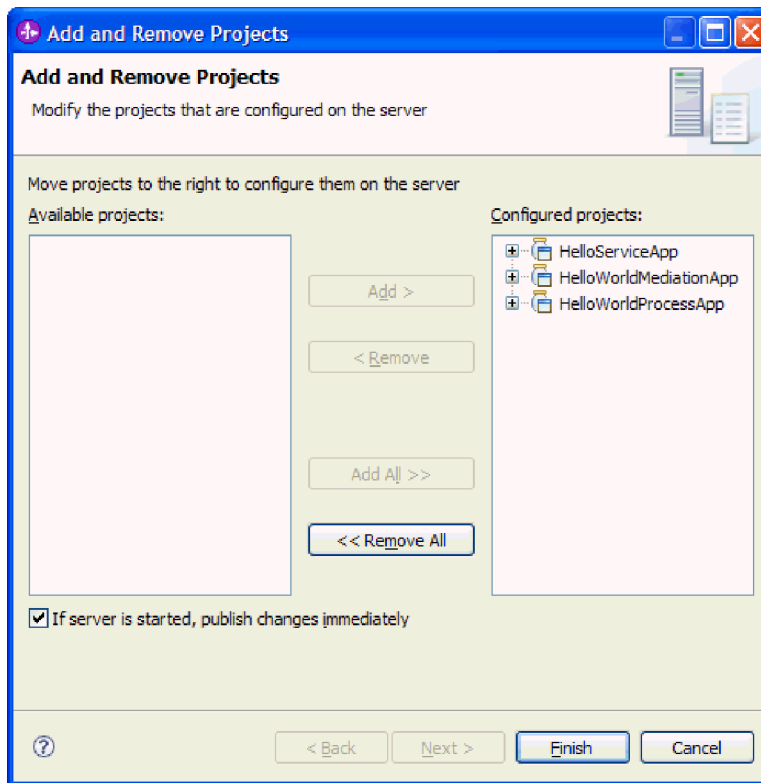 Add and Remove Projects
Add and Remove Projects
Modify the projects that are configured on the server
Move projects to the right to configure them on the server
Available projects:
Configured projects:
HelloServiceApp
HelloWorldMediationApp
HelloWorldProcessApp
Add >
< Remove
Add All >>
<< Remove All
If server is started, publish changes immediately
?
< Back
Next >
Finish
Cancel